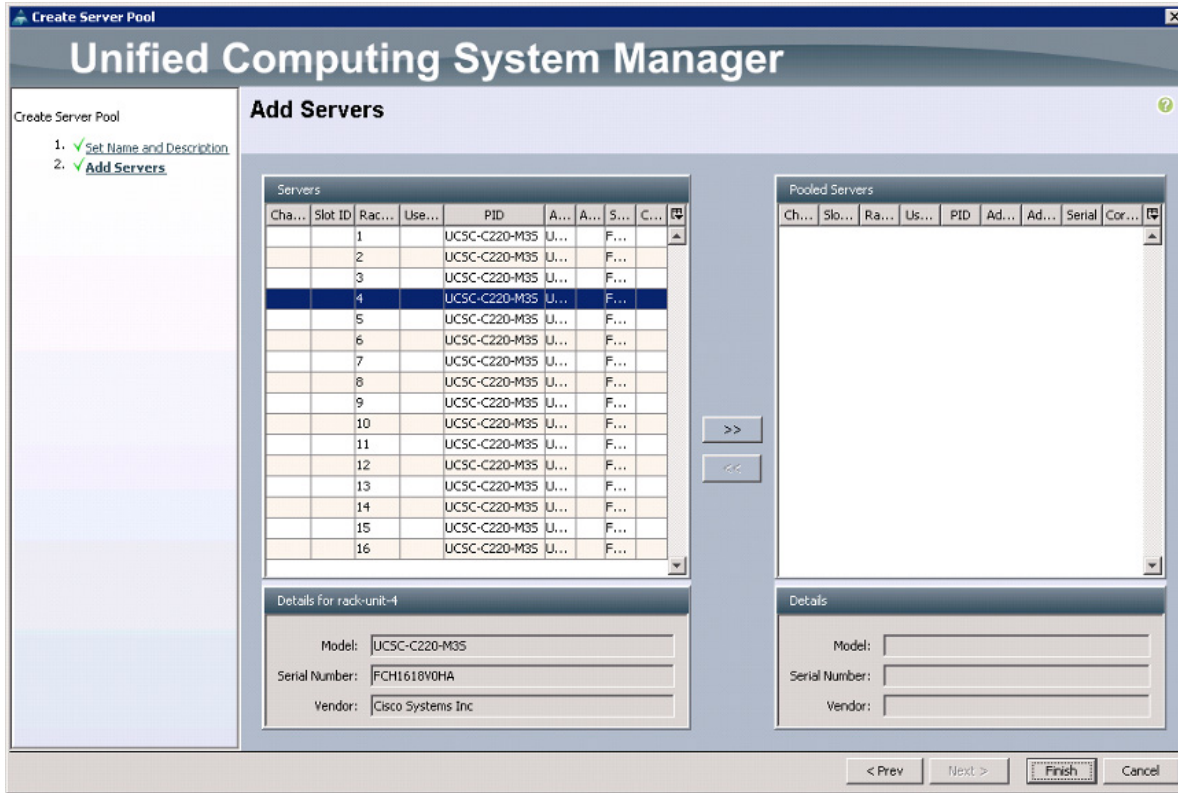 Create Server Pool
Unified Computing System Manager
Create Server Pool
1. Set Name and Description
2. Add Servers
Add Servers
Servers
Cha... Slot ID Rac... Use... PID A... A... S... C...
1 UCSC-C220-M3S U... F...
2 UCSC-C220-M3S U... F...
3 UCSC-C220-M3S U... F...
4 UCSC-C220-M3S U... F...
5 UCSC-C220-M3S U... F...
6 UCSC-C220-M3S U... F...
7 UCSC-C220-M3S U... F...
8 UCSC-C220-M3S U... F...
9 UCSC-C220-M3S U... F...
10 UCSC-C220-M3S U... F...
11 UCSC-C220-M3S U... F...
12 UCSC-C220-M3S U... F...
13 UCSC-C220-M3S U... F...
14 UCSC-C220-M3S U... F...
15 UCSC-C220-M3S U... F...
16 UCSC-C220-M3S U... F...
Details for rack-unit-4
Model: UCSC-C220-M3S
Serial Number: FCH1618V0HA
Vendor: Cisco Systems Inc
>>
<<
Pooled Servers
Ch... Slo... Ra... Us... PID Ad... Ad... Serial Cor...
Details
Model:
Serial Number:
Vendor:
< Prev Next > Finish Cancel